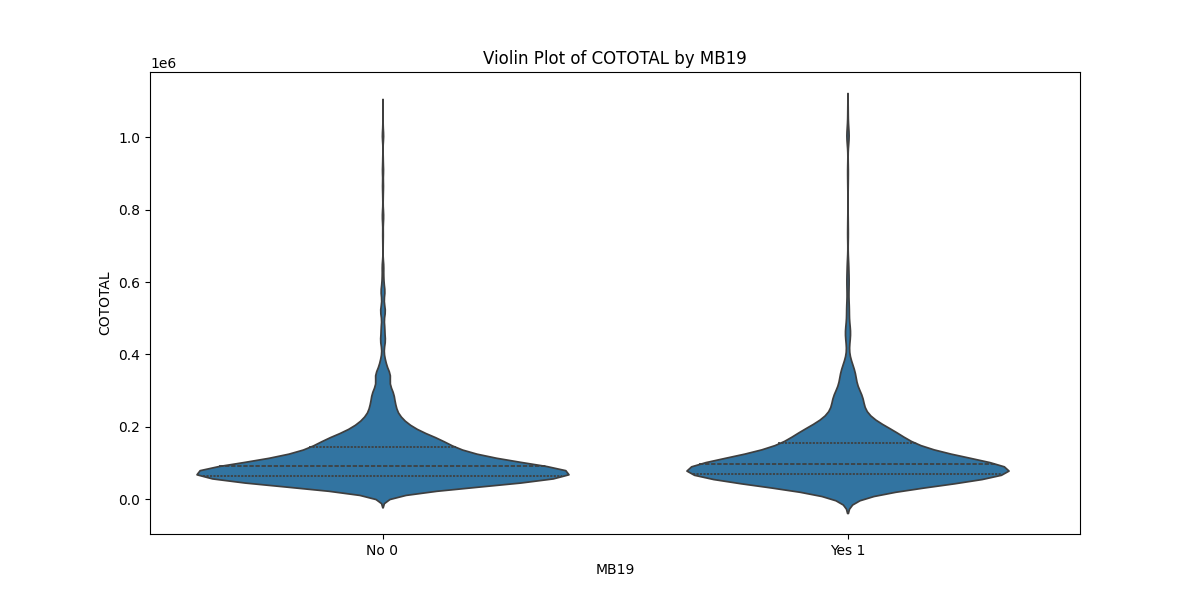 Violin Plot of COTOTAL by MB19
1e6
1.0
0.8
0.6
0.4
0.2
0.0
COTOTAL
No 0
Yes 1
MB19